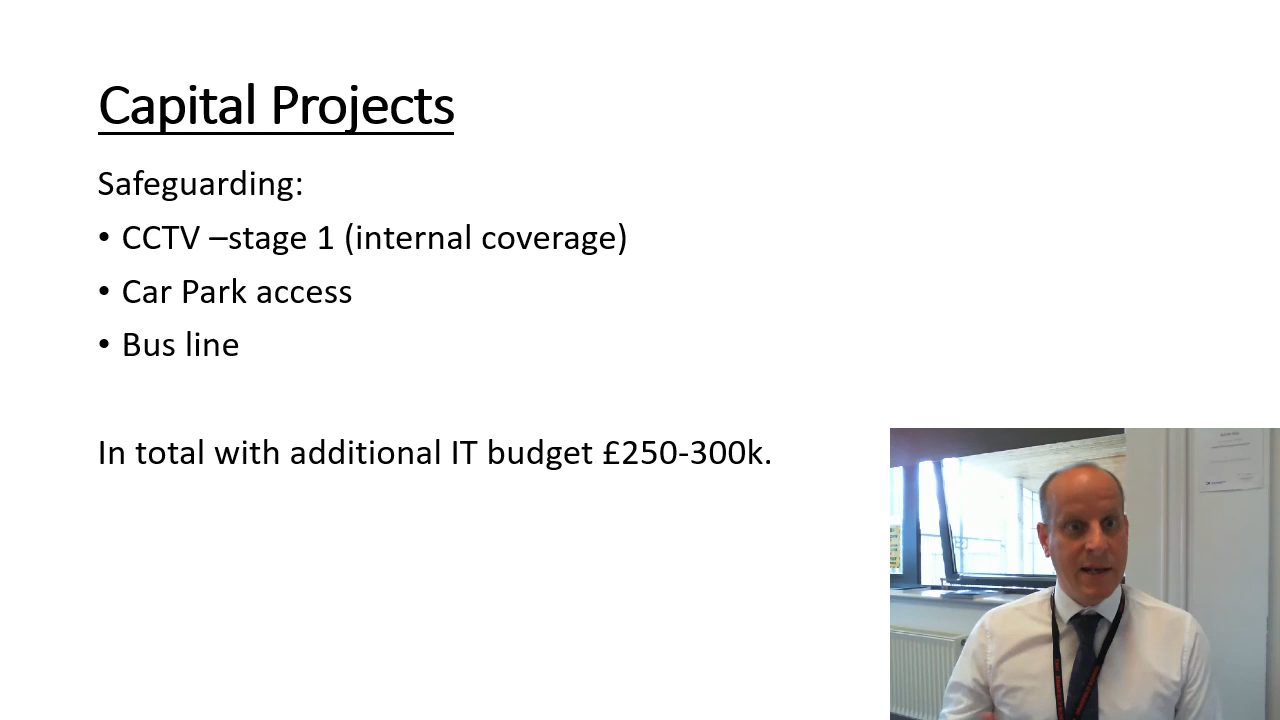 Capital Projects
Safeguarding:
• CCTV –stage 1 (internal coverage)
• Car Park access
• Bus line
In total with additional IT budget £250-300k.